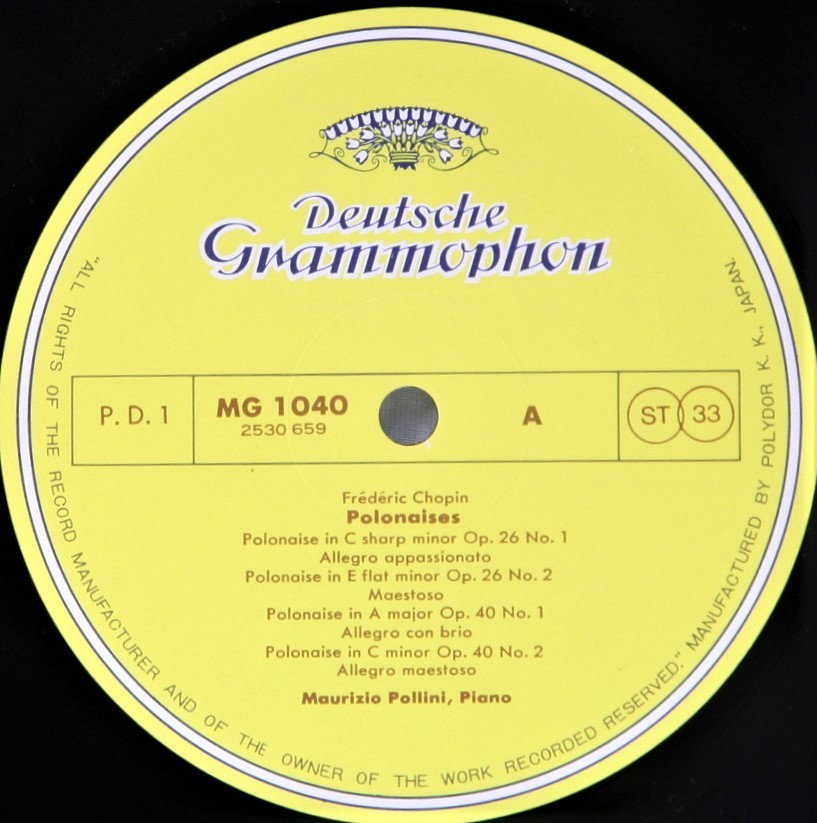 Deutsche
Grammophon
P. D. 1
MG 1040
2530 659
A
ST 33
Frédéric Chopin
Polonaises
Polonaise in C sharp minor Op. 26 No. 1
Allegro appassionato
Polonaise in E flat minor Op. 26 No. 2
Maestoso
Polonaise in A major Op. 40 No. 1
Allegro con brio
Polonaise in C minor Op. 40 No. 2
Allegro maestoso
Maurizio Pollini, Piano
"ALL RIGHTS OF THE RECORD MANUFACTURER AND OF THE OWNER OF THE WORK RECORDED RESERVED." MANUFACTURED BY POLYDOR K. K., JAPAN.